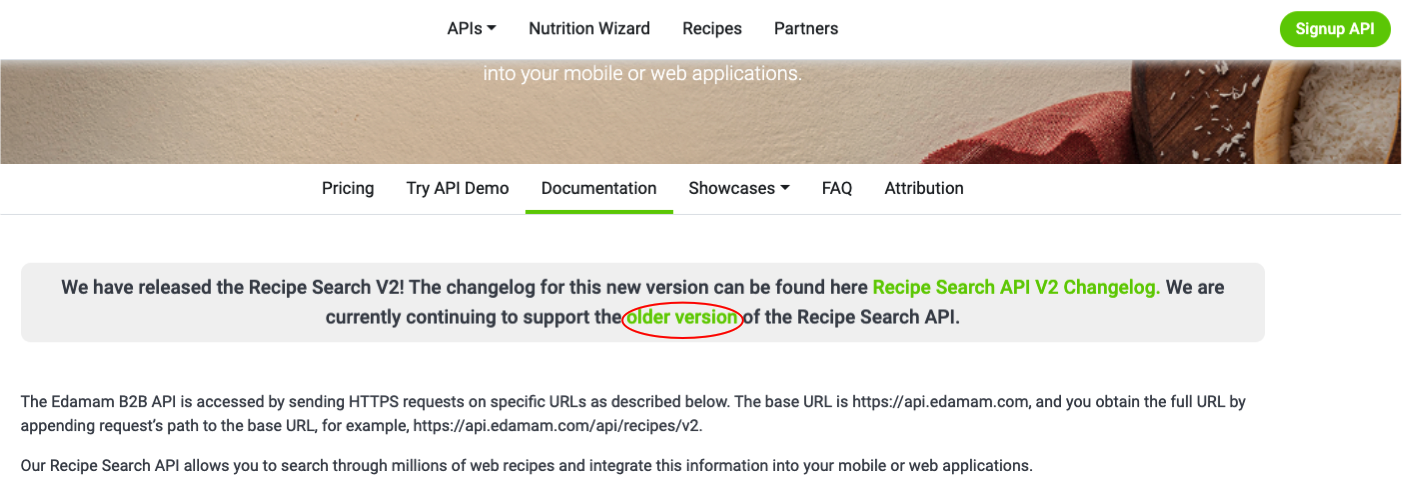 APIs Nutrition Wizard Recipes Partners Signup API
into your mobile or web applications.
Pricing Try API Demo Documentation Showcases FAQ Attribution
We have released the Recipe Search V2! The changelog for this new version can be found here Recipe Search API V2 Changelog. We are
currently continuing to support the older version of the Recipe Search API.
The Edamam B2B API is accessed by sending HTTPS requests on specific URLs as described below. The base URL is https://api.edamam.com, and you obtain the full URL by
appending request’s path to the base URL, for example, https://api.edamam.com/api/recipes/v2.
Our Recipe Search API allows you to search through millions of web recipes and integrate this information into your mobile or web applications.